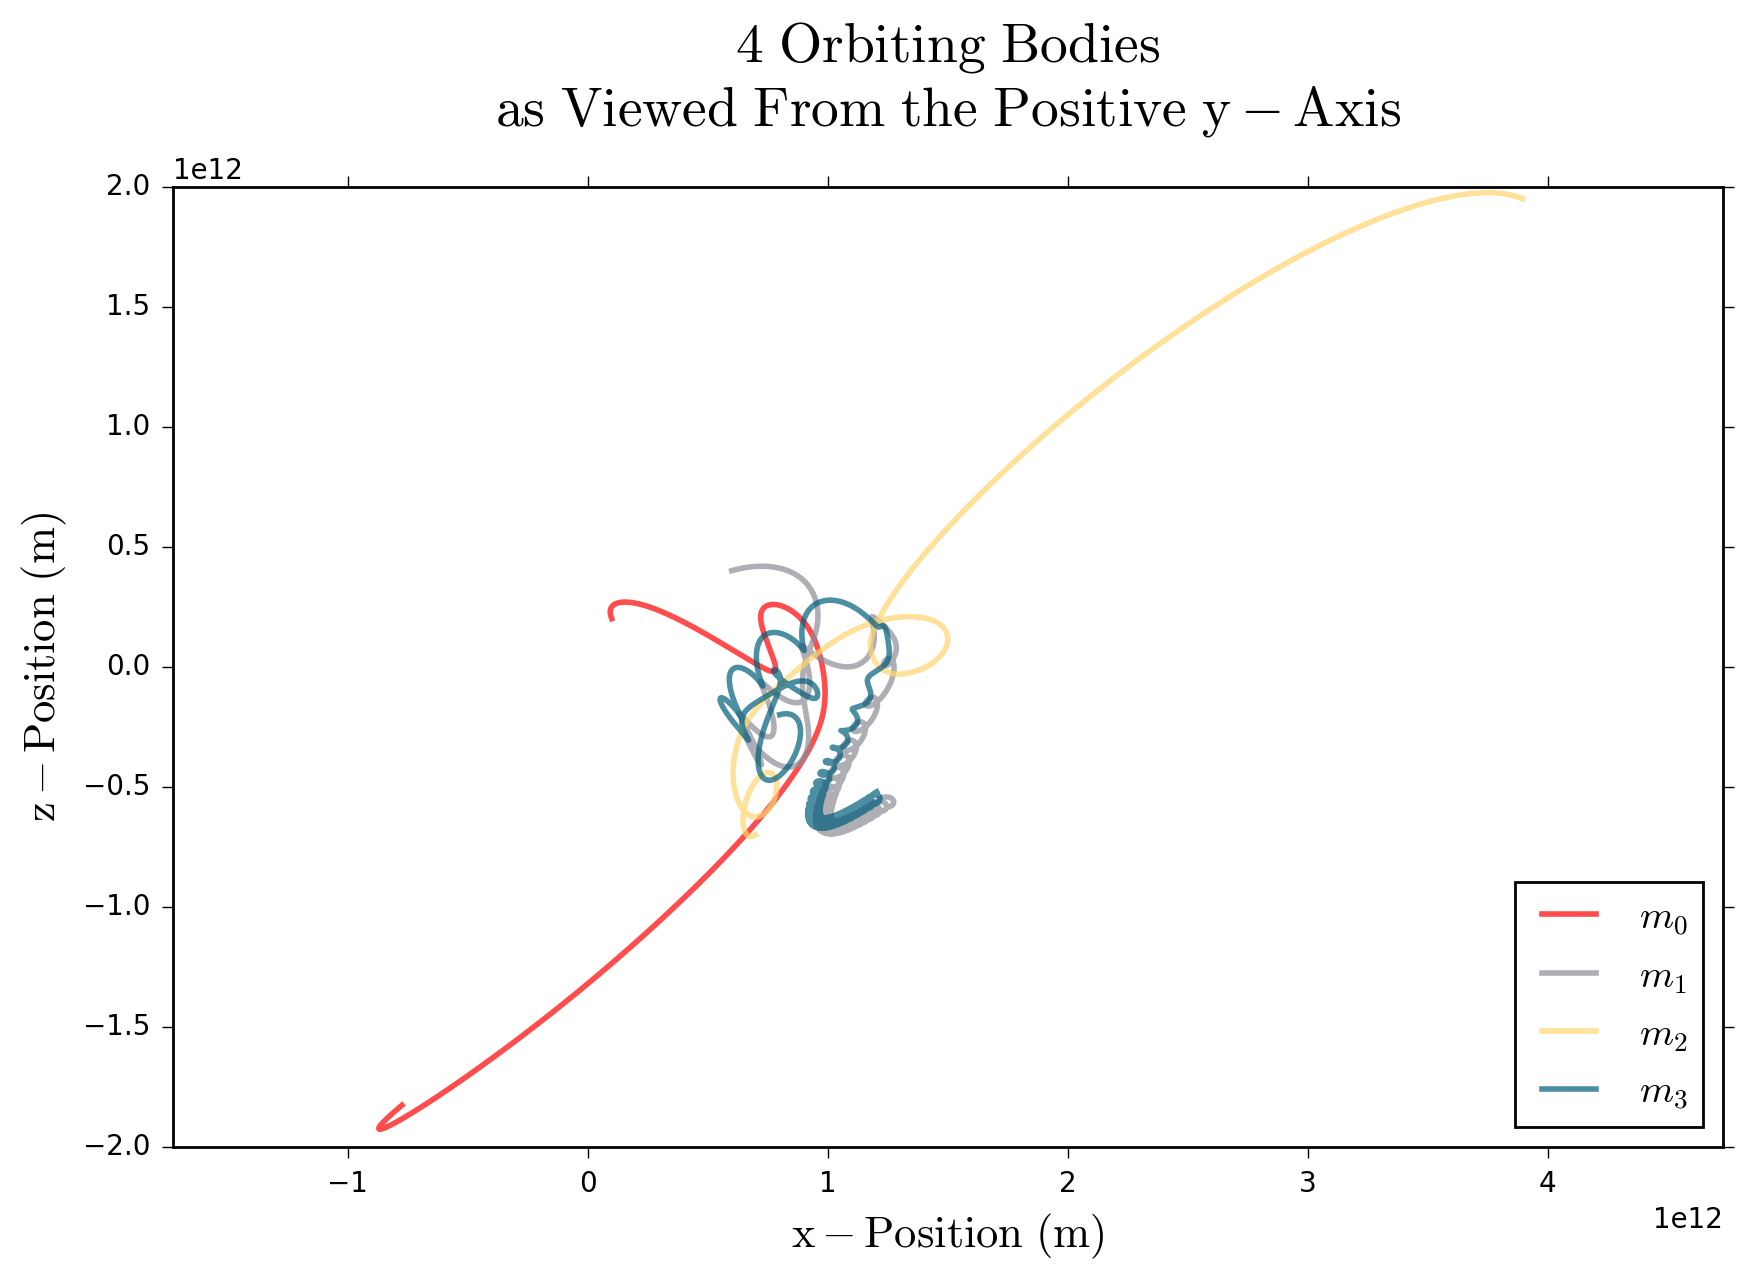 4 Orbiting Bodies
as Viewed From the Positive y − Axis
1e12
2.0
1.5
1.0
0.5
0.0
−0.5
−1.0
−1.5
−2.0
z − Position (m)
m₀
m₁
m₂
m₃
−1 0 1 2 3 4
1e12
x − Position (m)